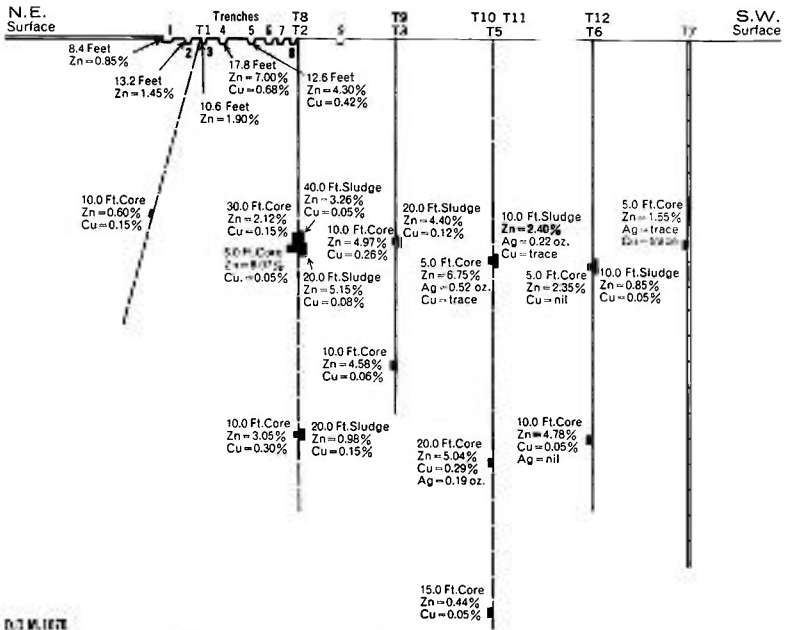 N.E.
Surface
Trenches
1 T1 4 5 6 7
2 3 8
T8
T2
9
T9
T3
T10 T11
T5
T12
T6
T7
S.W.
Surface
8.4 Feet
Zn=0.85%
13.2 Feet
Zn=1.45%
10.6 Feet
Zn=1.90%
17.8 Feet
Zn=7.00%
Cu=0.68%
12.6 Feet
Zn=4.30%
Cu=0.42%
10.0 Ft.Core
Zn=0.60%
Cu=0.15%
30.0 Ft.Core
Zn=2.12%
Cu=0.15%
5.0 Ft.Core
Cu.=0.05%
40.0 Ft.Sludge
Zn=3.26%
Cu=0.05%
20.0 Ft.Sludge
Zn=5.15%
Cu=0.08%
10.0 Ft.Core
Zn=3.05%
Cu=0.30%
20.0 Ft.Sludge
Zn=0.98%
Cu=0.15%
10.0 Ft.Core
Zn=4.97%
Cu=0.26%
20.0 Ft.Sludge
Zn=4.40%
Cu=0.12%
10.0 Ft.Core
Zn=4.58%
Cu=0.06%
5.0 Ft.Core
Zn=6.75%
Ag=0.52 oz.
Cu=trace
10.0 Ft.Sludge
Zn=2.40%
Ag=0.22 oz.
Cu=trace
20.0 Ft.Core
Zn=5.04%
Cu=0.29%
Ag=0.19 oz.
15.0 Ft.Core
Zn=0.44%
Cu=0.05%
5.0 Ft.Core
Zn=2.35%
Cu=nil
10.0 Ft.Sludge
Zn=0.85%
Cu=0.05%
10.0 Ft.Core
Zn=4.78%
Cu=0.05%
Ag=nil
5.0 Ft.Core
Zn=1.55%
Ag=trace
Cu=trace